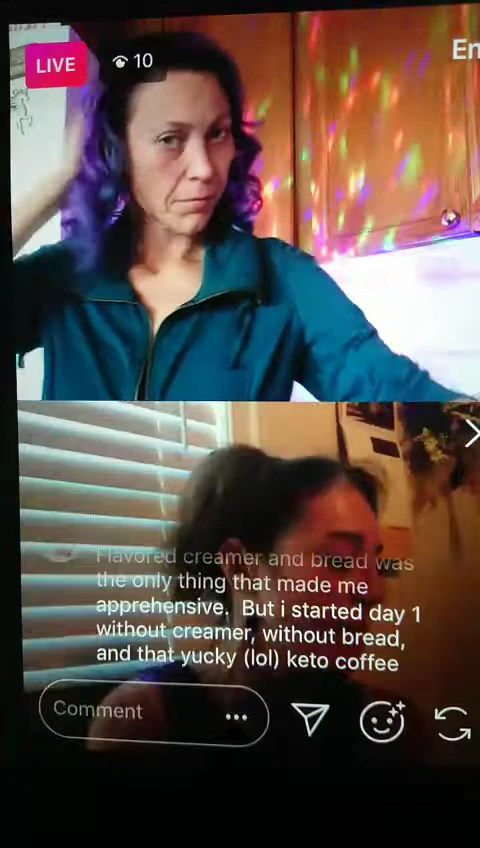 LIVE
10
En
Flavored creamer and bread was
the only thing that made me
apprehensive. But i started day 1
without creamer, without bread,
and that yucky (lol) keto coffee
Comment